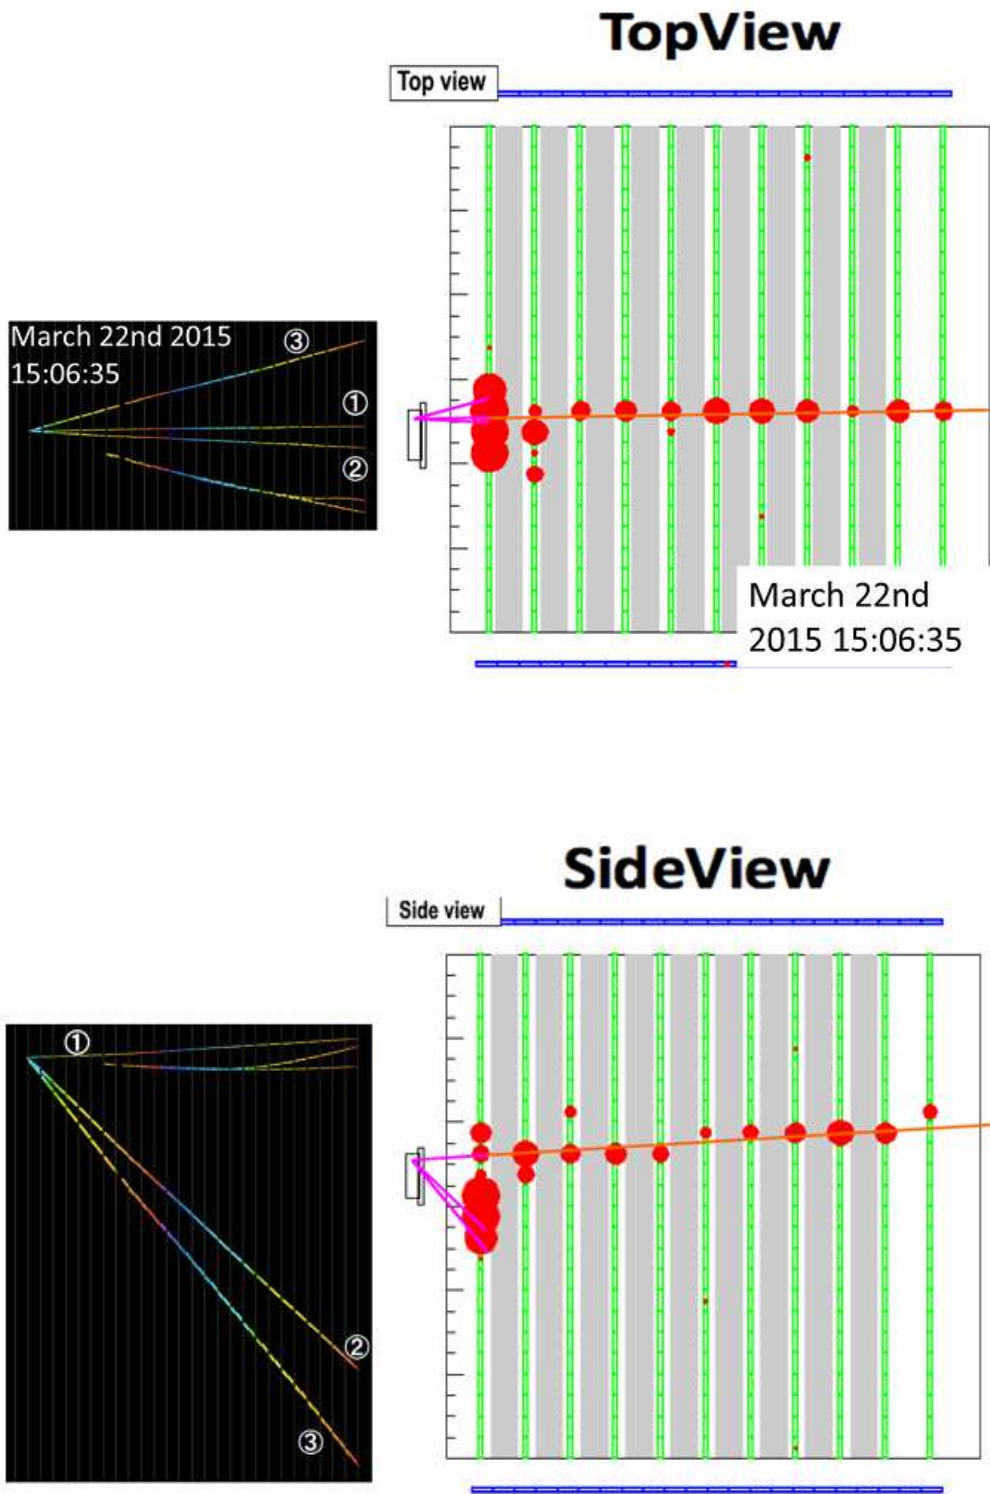 TopView
Top view
March 22nd 2015
15:06:35
③
①
②
March 22nd
2015 15:06:35
SideView
Side view
①
②
③